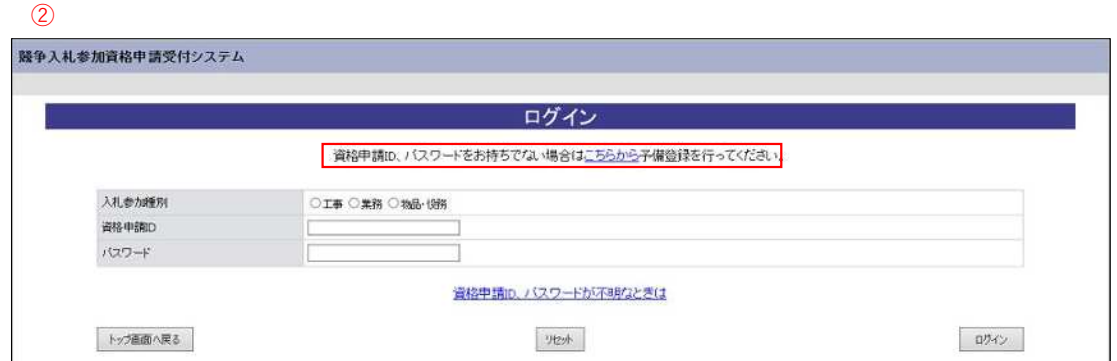 ②
競争入札参加資格申請受付システム
ログイン
資格申請ID、パスワードをお持ちでない場合はこちらから予備登録を行ってください。
入札参加種別 ○工事 ○業務 ○物品・役務
資格申請ID
パスワード
資格申請ID、パスワードが不明なときは
トップ画面へ戻る リセット ログイン